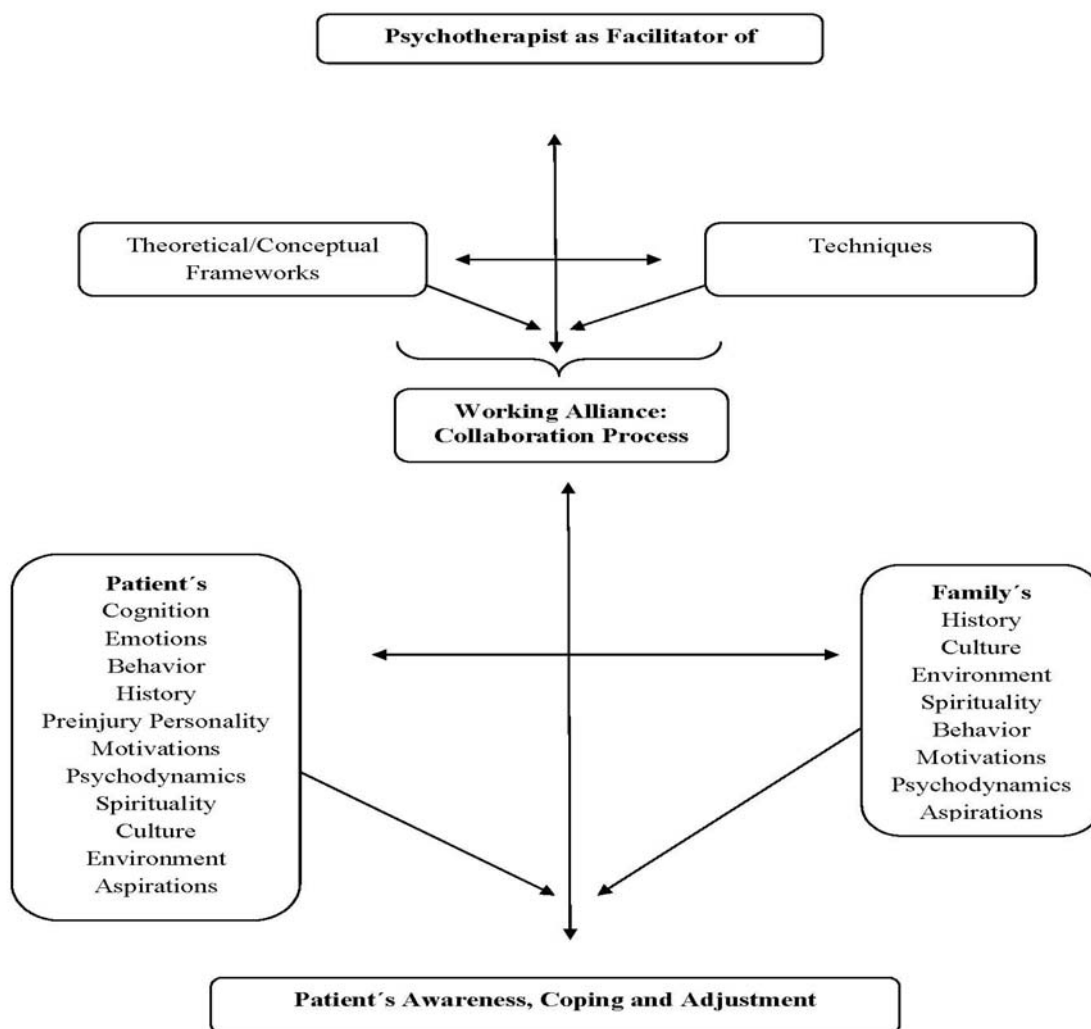 Psychotherapist as Facilitator of
Theoretical/Conceptual
Frameworks
Techniques
Working Alliance:
Collaboration Process
Patient´s
Cognition
Emotions
Behavior
History
Preinjury Personality
Motivations
Psychodynamics
Spirituality
Culture
Environment
Aspirations
Family´s
History
Culture
Environment
Spirituality
Behavior
Motivations
Psychodynamics
Aspirations
Patient´s Awareness, Coping and Adjustment